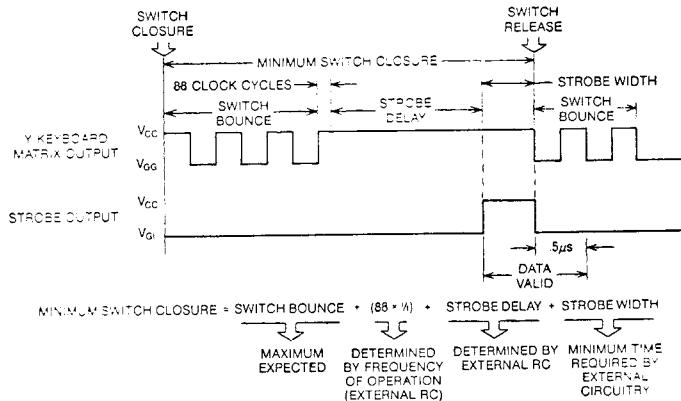 SWITCH CLOSURE
SWITCH RELEASE
MINIMUM SWITCH CLOSURE
88 CLOCK CYCLES
STROBE WIDTH
SWITCH BOUNCE
STROBE DELAY
SWITCH BOUNCE
Y KEYBOARD MATRIX OUTPUT
VCC
VGG
STROBE OUTPUT
VCC
.5µs
DATA VALID
MINIMUM SWITCH CLOSURE = SWITCH BOUNCE + (88 × 1/f) + STROBE DELAY + STROBE WIDTH
MAXIMUM EXPECTED
DETERMINED BY FREQUENCY OF OPERATION (EXTERNAL RC)
DETERMINED BY EXTERNAL RC
MINIMUM TIME REQUIRED BY EXTERNAL CIRCUITRY